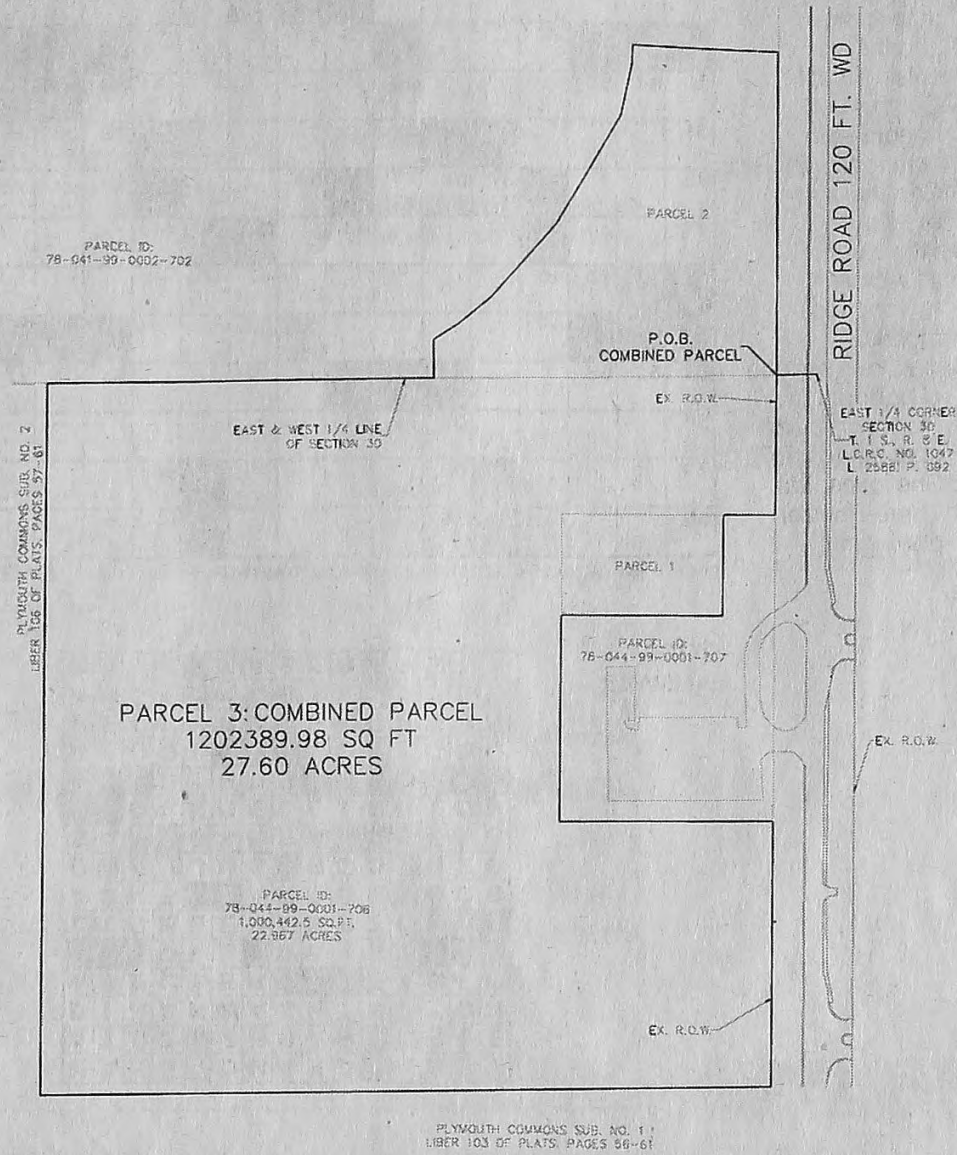 RIDGE ROAD 120 FT. WD
PARCEL 2
PARCEL ID:
78-041-99-0002-702
P.O.B.
COMBINED PARCEL
EX. R.O.W.
EAST & WEST 1/4 LINE
OF SECTION 30
EAST 1/4 CORNER
SECTION 30
T. 1 S., R. 8 E.
L.C.R.C. NO. 1047
L. 2588, P. 092
PLYMOUTH COMMONS SUB. NO. 2
LIBER 106 OF PLATS, PAGES 57-61
PARCEL 1
PARCEL ID:
78-044-99-0001-707
PARCEL 3: COMBINED PARCEL
1202389.98 SQ FT
27.60 ACRES
EX. R.O.W.
PARCEL ID:
78-044-99-0001-706
1,000,442.5 SQ.FT.
22.967 ACRES
EX. R.O.W.
PLYMOUTH COMMONS SUB. NO. 1
LIBER 103 OF PLATS, PAGES 56-61